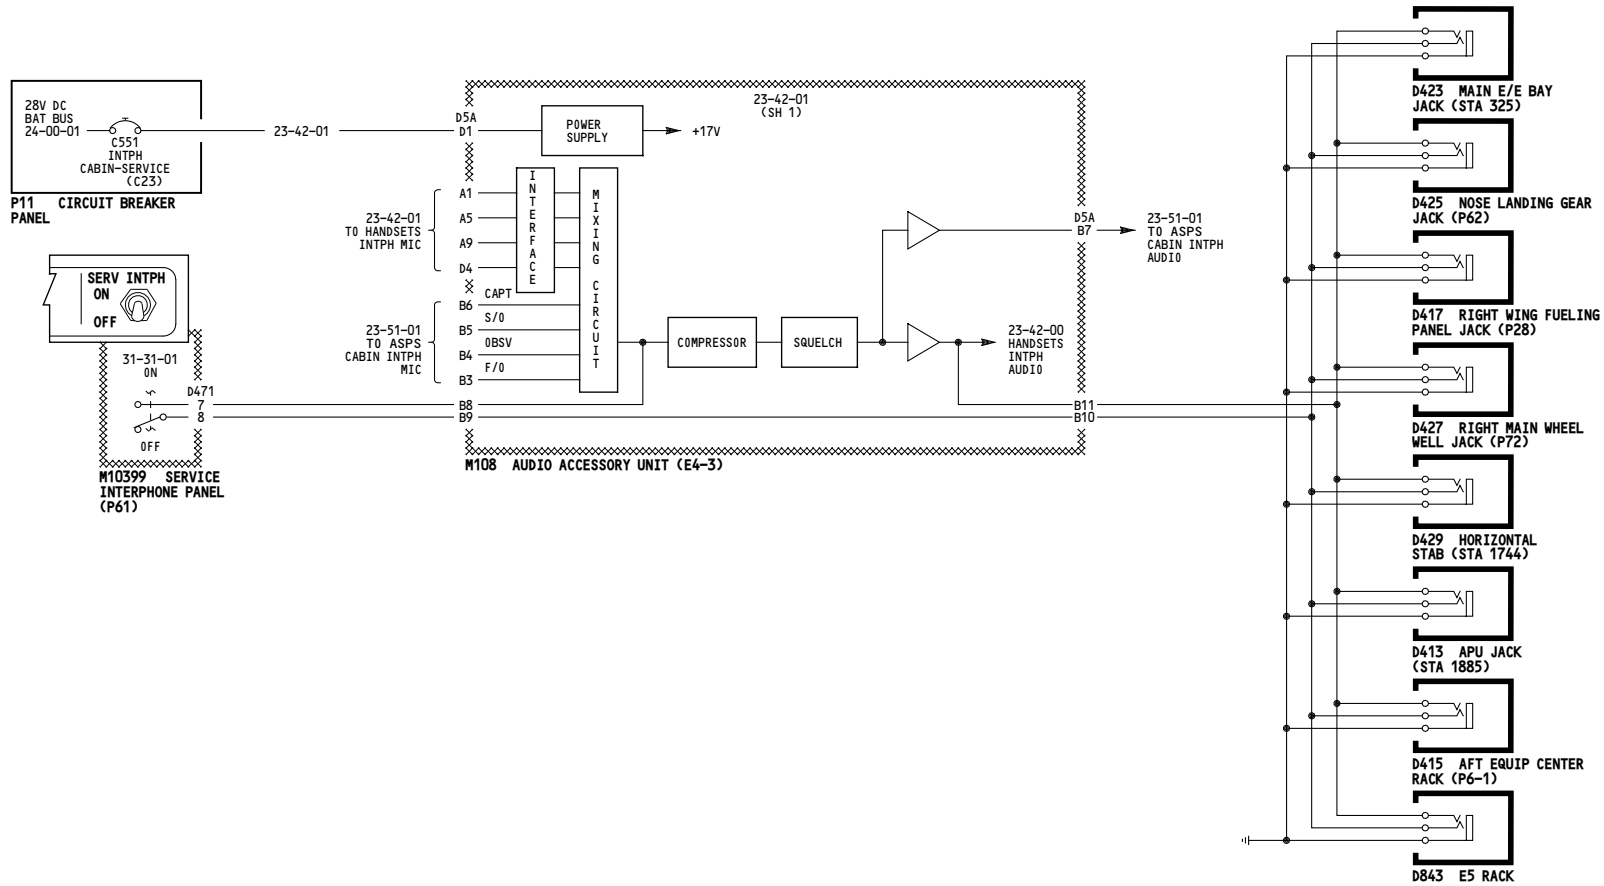 28V DC
BAT BUS
24-00-01
C551
INTPH
CABIN-SERVICE
(C23)
P11 CIRCUIT BREAKER
PANEL
23-42-01
SERV INTPH
ON
OFF
31-31-01
ON
D471
7
8
OFF
M10399 SERVICE
INTERPHONE PANEL
(P61)
23-42-01
(SH 1)
D5A
D1
POWER
SUPPLY
+17V
23-42-01
TO HANDSETS
INTPH MIC
A1
A5
A9
D4
INTERFACE
MIXING CIRCUIT
23-51-01
TO ASPS
CABIN INTPH
MIC
B6
B5
B4
B3
CAPT
S/O
OBSV
F/O
B8
B9
COMPRESSOR
SQUELCH
D5A
B7
23-51-01
TO ASPS
CABIN INTPH
AUDIO
23-42-00
HANDSETS
INTPH
AUDIO
B11
B10
M108 AUDIO ACCESSORY UNIT (E4-3)
D423 MAIN E/E BAY
JACK (STA 325)
D425 NOSE LANDING GEAR
JACK (P62)
D417 RIGHT WING FUELING
PANEL JACK (P28)
D427 RIGHT MAIN WHEEL
WELL JACK (P72)
D429 HORIZONTAL
STAB (STA 1744)
D413 APU JACK
(STA 1885)
D415 AFT EQUIP CENTER
RACK (P6-1)
D843 E5 RACK